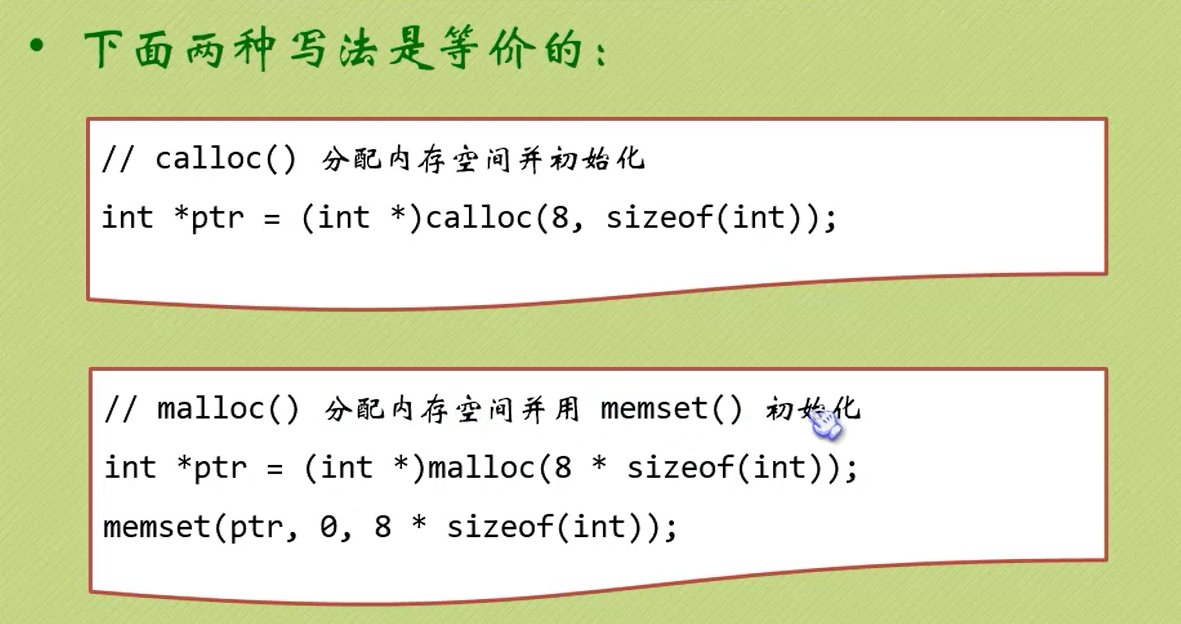 • 下面两种写法是等价的：
// calloc() 分配内存空间并初始化
int *ptr = (int *)calloc(8, sizeof(int));
// malloc() 分配内存空间并用 memset() 初始化
int *ptr = (int *)malloc(8 * sizeof(int));
memset(ptr, 0, 8 * sizeof(int));